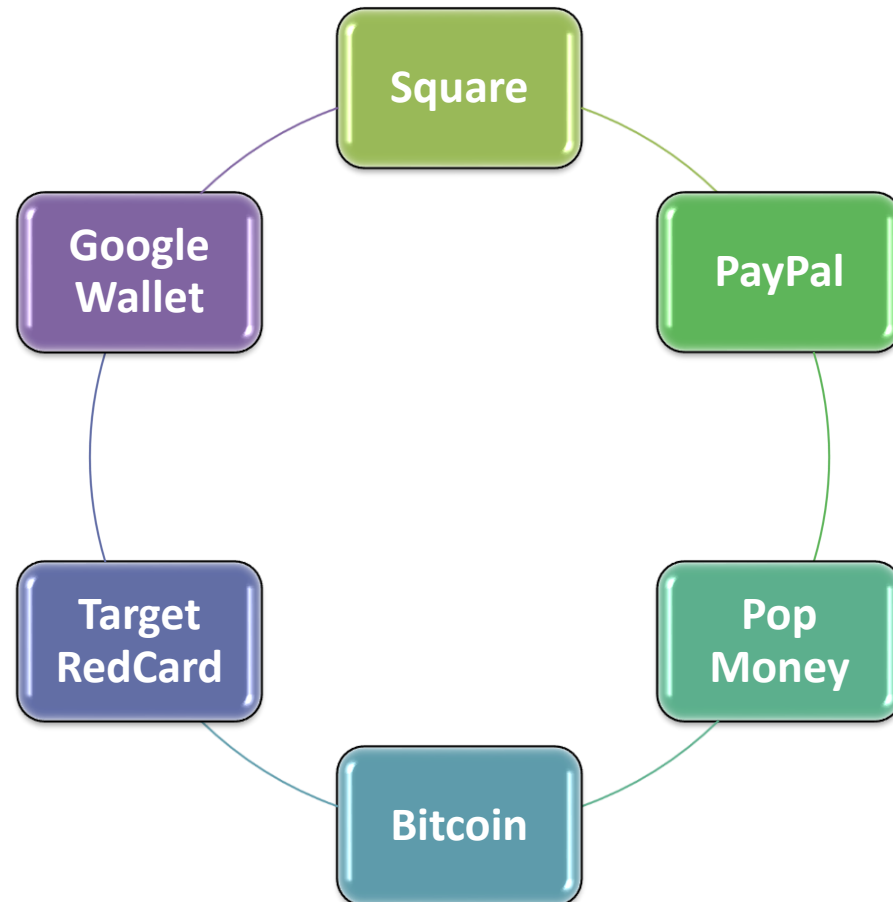 Square
PayPal
Pop
Money
Bitcoin
Target
RedCard
Google
Wallet